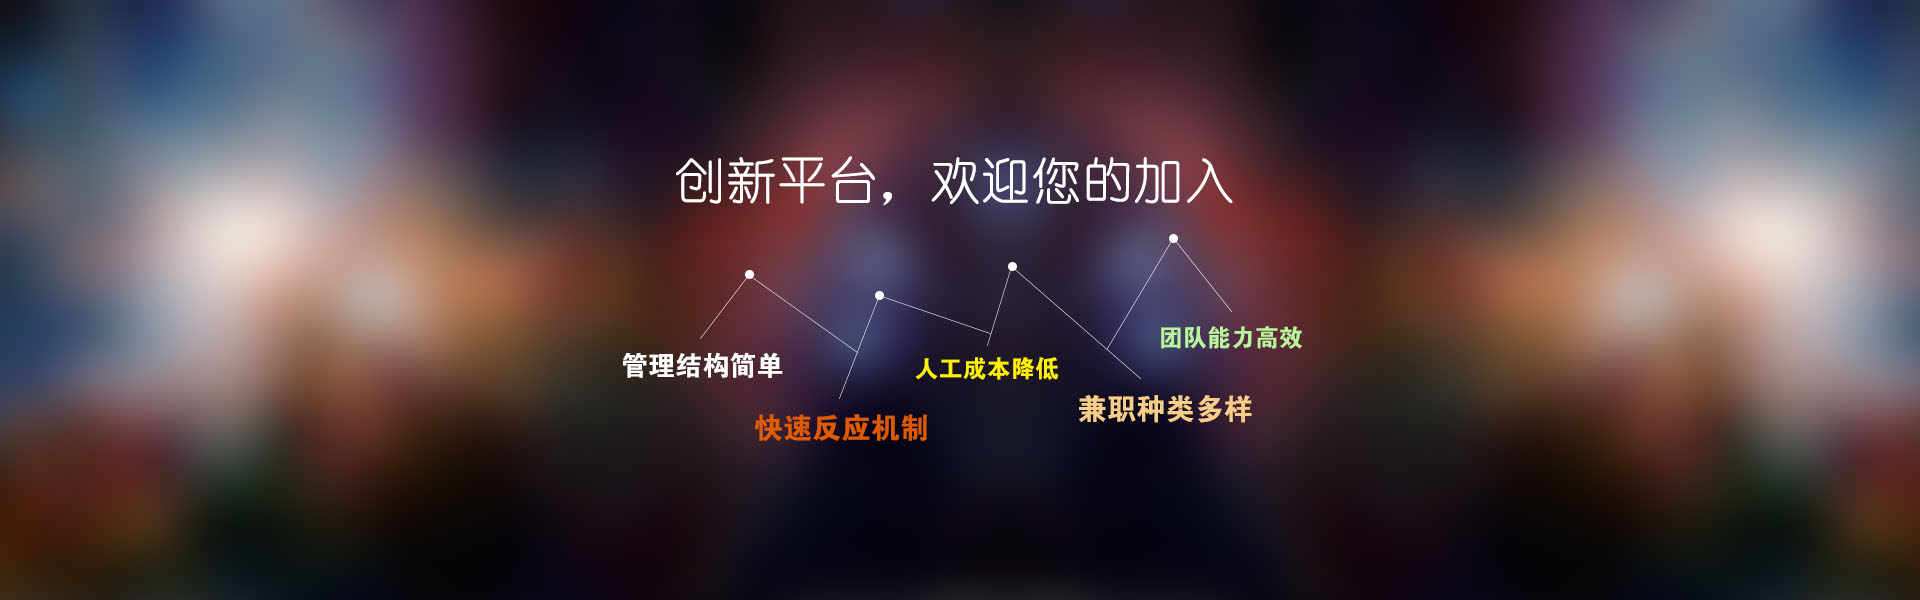 创新平台，欢迎您的加入
团队能力高效
管理结构简单
人工成本降低
兼职种类多样
快速反应机制